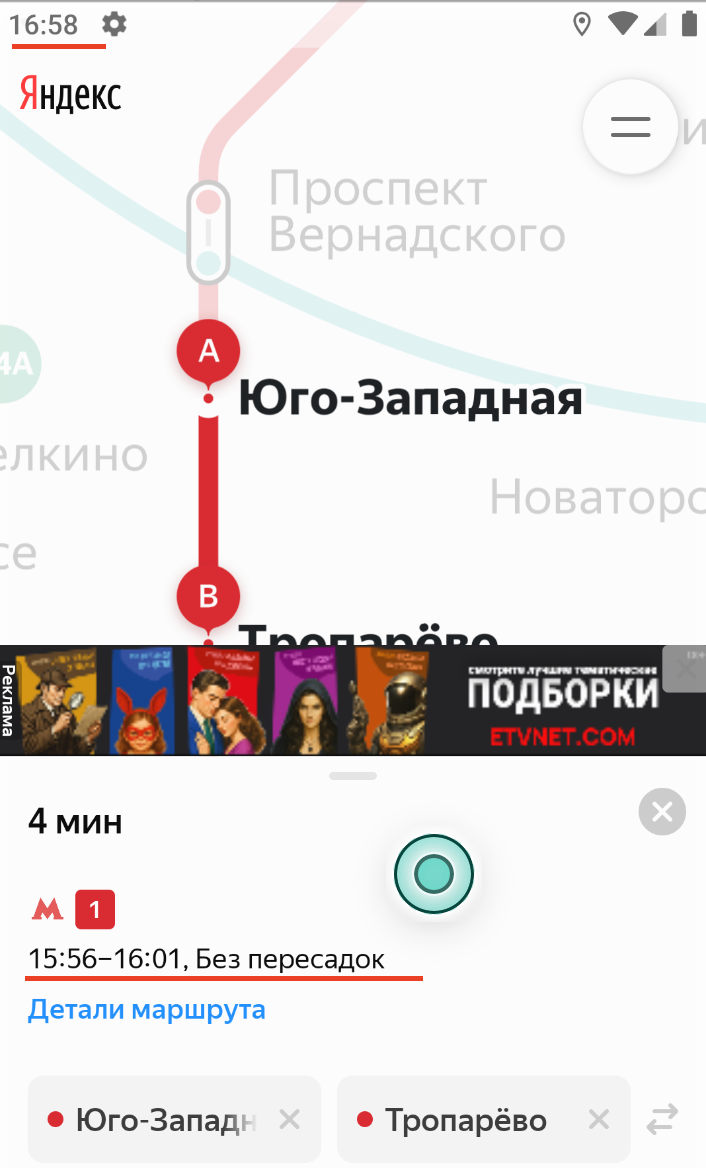 16:58
Яндекс
и
Проспект
Вернадского
A
4А
Юго-Западная
елкино
Новаторс
се
B
Тропарёво
Реклама
смотрите лучшие тематические
ПОДБОРКИ
ETVNET.COM
4 мин
М 1
15:56–16:01, Без пересадок
Детали маршрута
Юго-Западн
Тропарёво